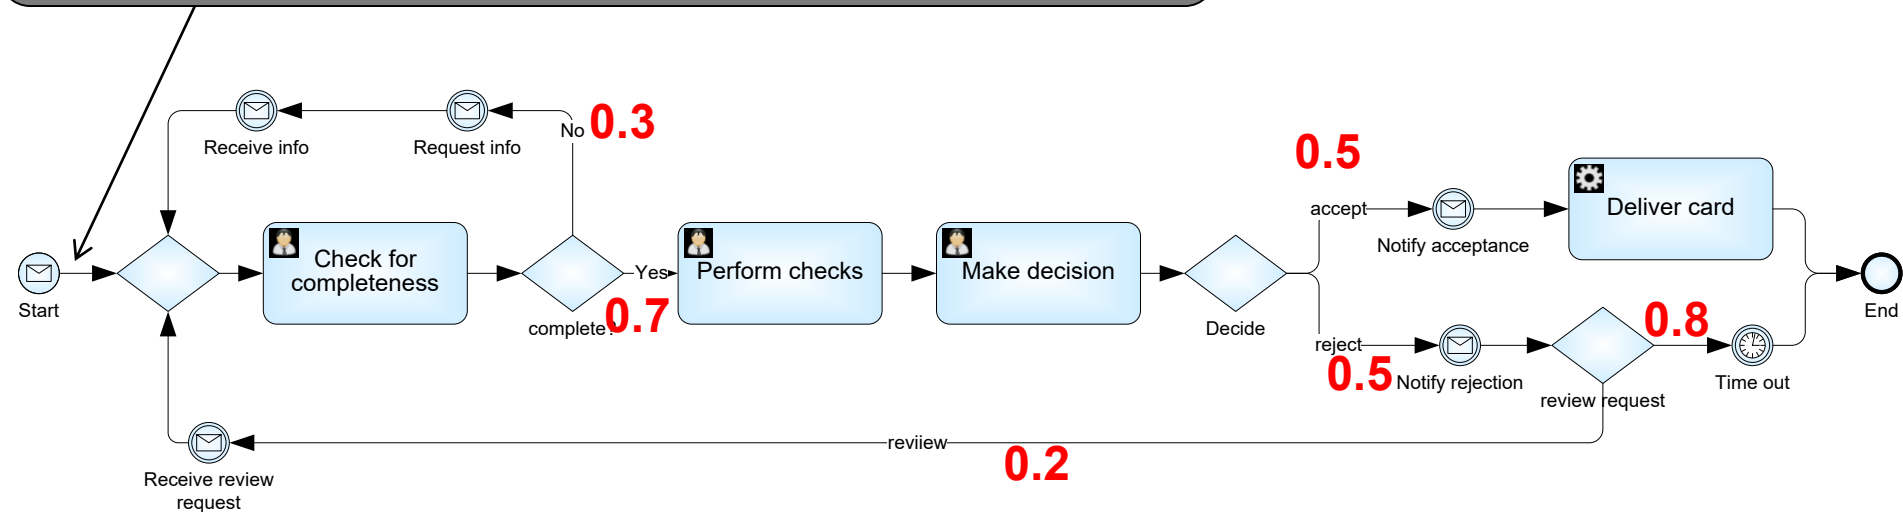 No
0.3
Receive info
Request info
0.5
accept
Deliver card
Notify acceptance
Start
Check for
completeness
complete?
Yes
0.7
Perform checks
Make decision
Decide
reject
0.5
Notify rejection
review request
0.8
Time out
End
reviiew
0.2
Receive review
request